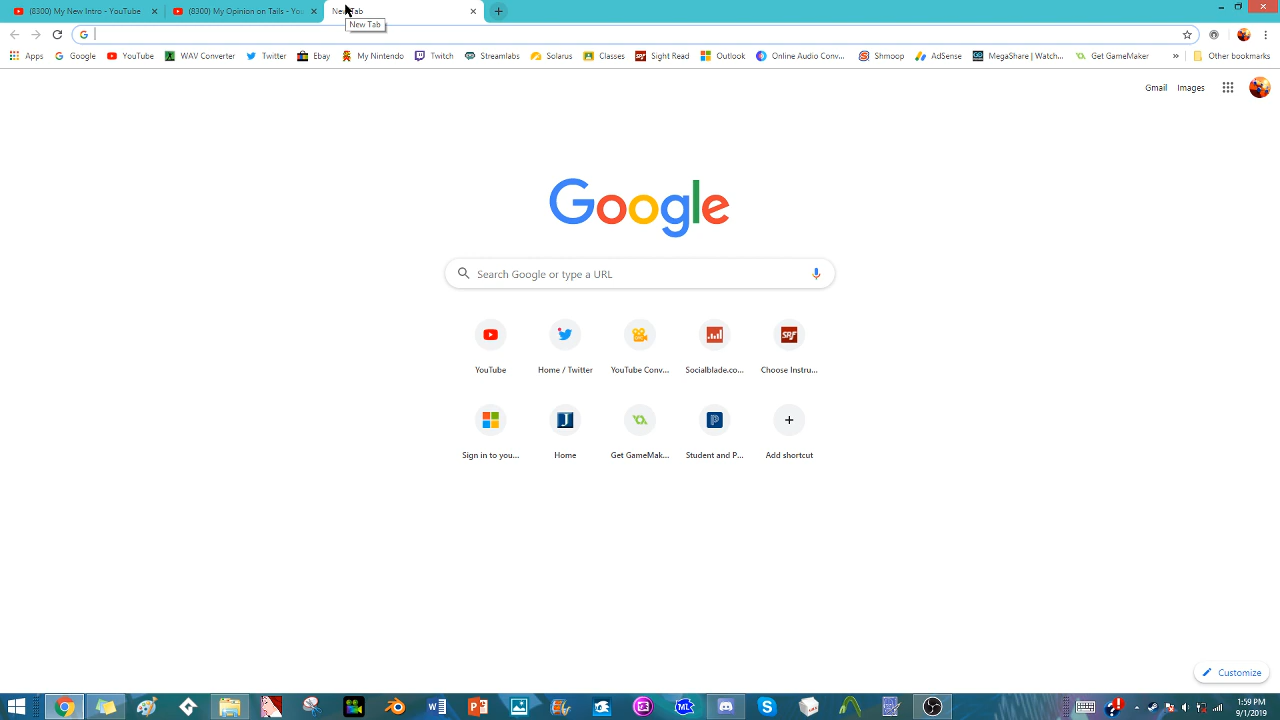 (8300) My New Intro - YouTube
(8300) My Opinion on Tails - You
New Tab
New Tab
Apps
Google
YouTube
WAV Converter
Twitter
Ebay
My Nintendo
Twitch
Streamlabs
Solarus
Classes
Sight Read
Outlook
Online Audio Conv...
Shmoop
AdSense
MegaShare | Watch...
Get GameMaker
»
Other bookmarks
Gmail
Images
Google
Search Google or type a URL
YouTube
Home / Twitter
YouTube Conv...
Socialblade.co...
Choose Instru...
Sign in to you...
Home
Get GameMak...
Student and P...
Add shortcut
Customize
1:59 PM
9/1/2019